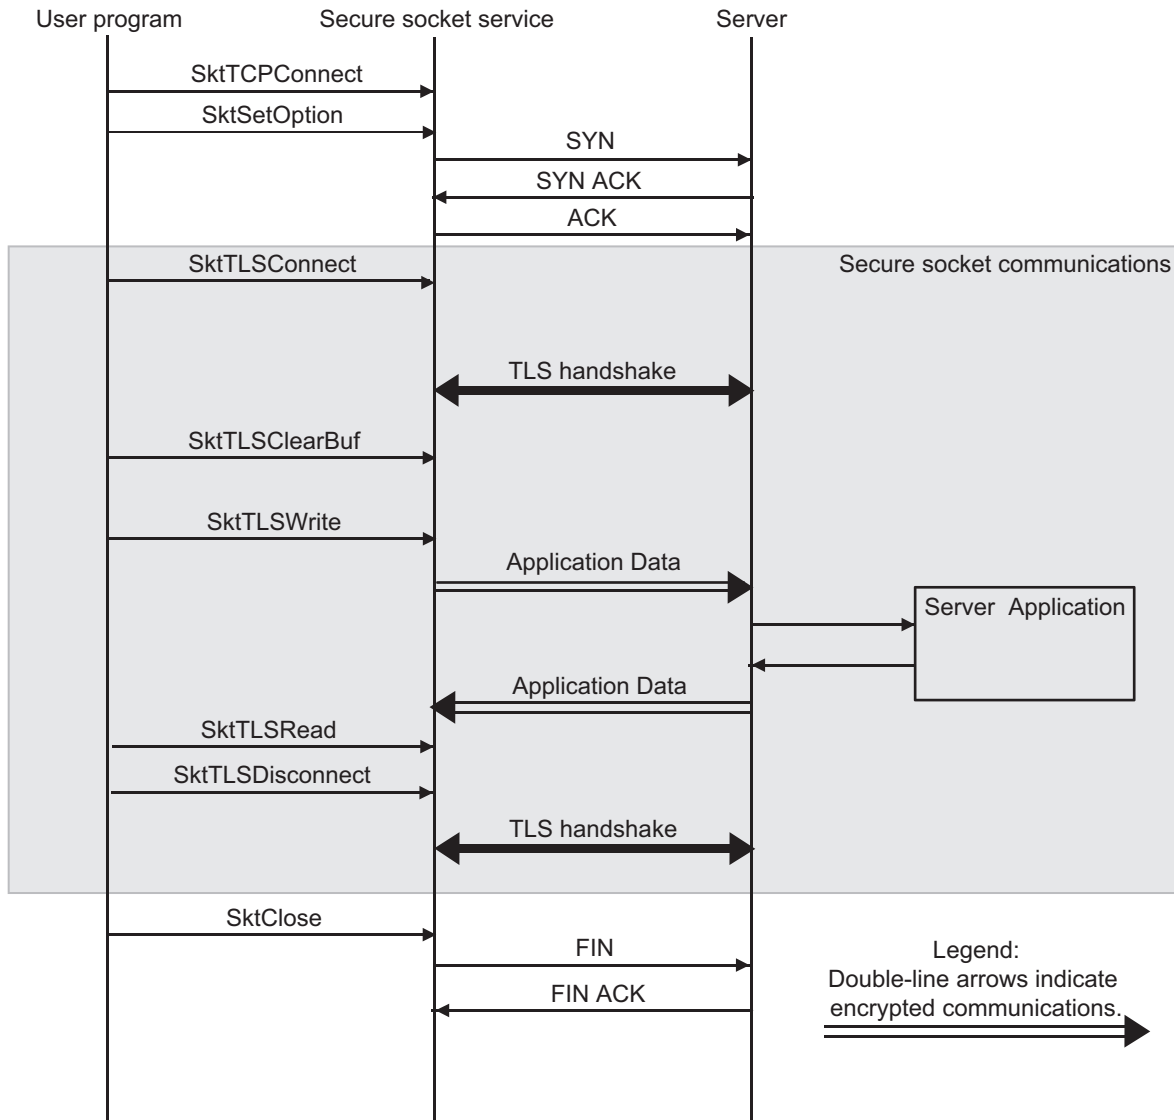 User program
Secure socket service
Server
SktTCPConnect
SktSetOption
SYN
SYN ACK
ACK
SktTLSConnect
Secure socket communications
TLS handshake
SktTLSClearBuf
SktTLSWrite
Application Data
Server Application
Application Data
SktTLSRead
SktTLSDisconnect
TLS handshake
SktClose
FIN
FIN ACK
Legend:
Double-line arrows indicate
encrypted communications.